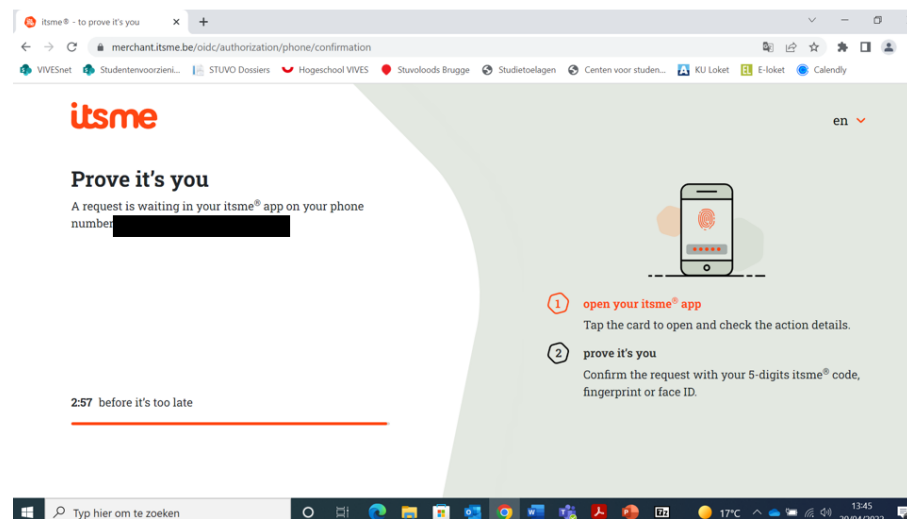 itsme® - to prove it's you
merchant.itsme.be/oidc/authorization/phone/confirmation
VIVESnet
Studentenvoorzieni...
STUVO Dossiers
Hogeschool VIVES
Stuvoloods Brugge
Studietoelagen
Centen voor studen...
KU Loket
EL E-loket
Calendly
itsme
en
Prove it's you
A request is waiting in your itsme® app on your phone
number
1 open your itsme® app
Tap the card to open and check the action details.
2 prove it's you
Confirm the request with your 5-digits itsme® code,
fingerprint or face ID.
2:57 before it's too late
Typ hier om te zoeken
17°C
13:45